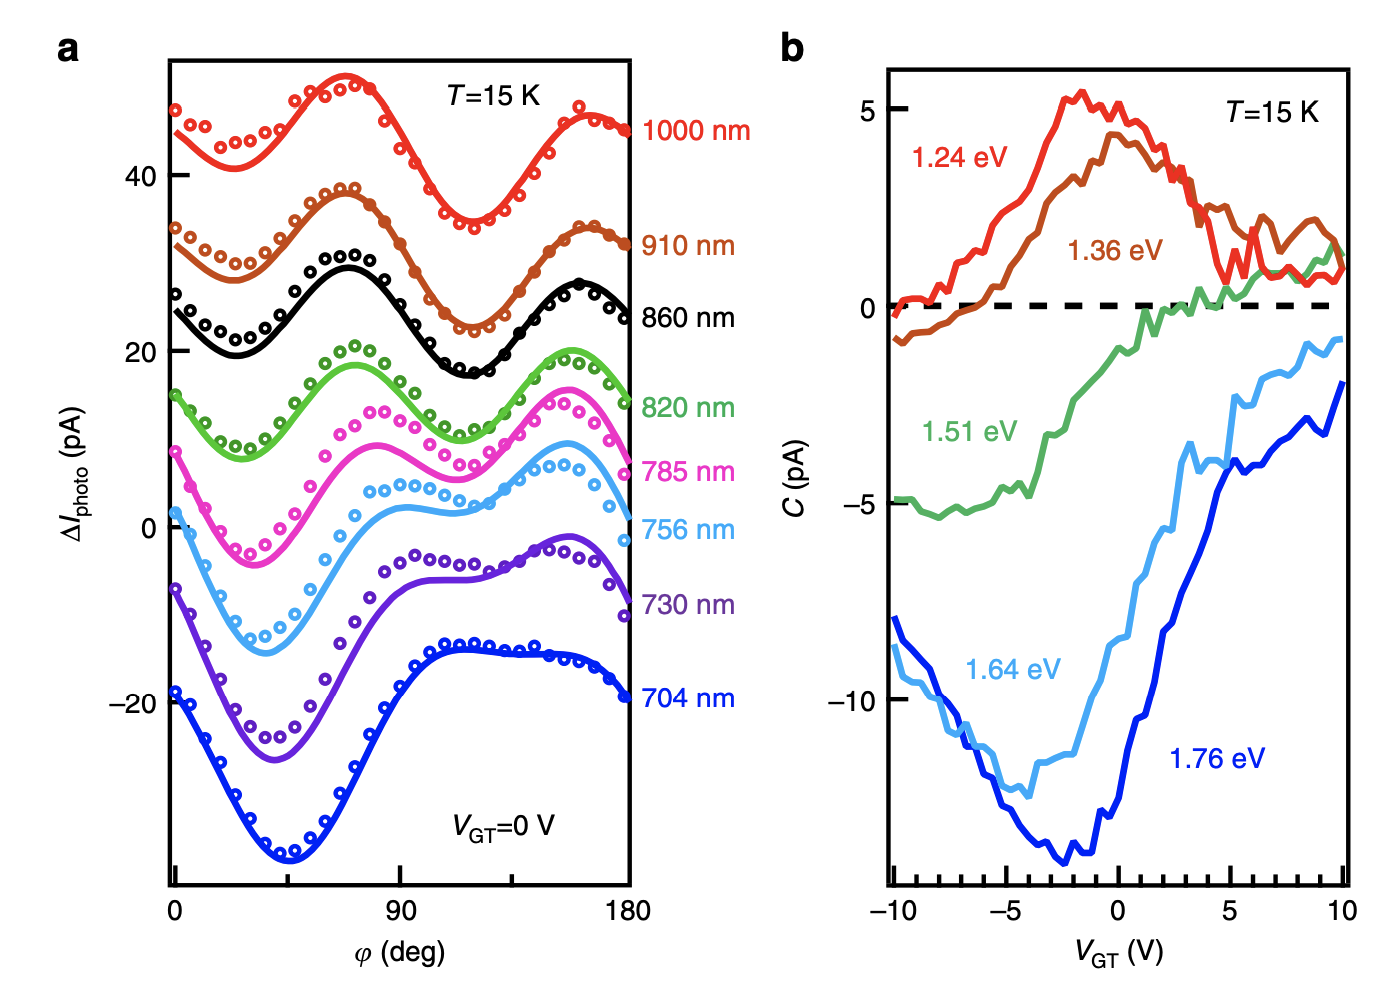 a
T=15 K
1000 nm
910 nm
860 nm
820 nm
785 nm
756 nm
730 nm
704 nm
V_GT=0 V
40
20
0
–20
ΔI_photo (pA)
0 90 180
φ (deg)
b
T=15 K
1.24 eV
1.36 eV
1.51 eV
1.64 eV
1.76 eV
5
0
–5
–10
C (pA)
–10 –5 0 5 10
V_GT (V)